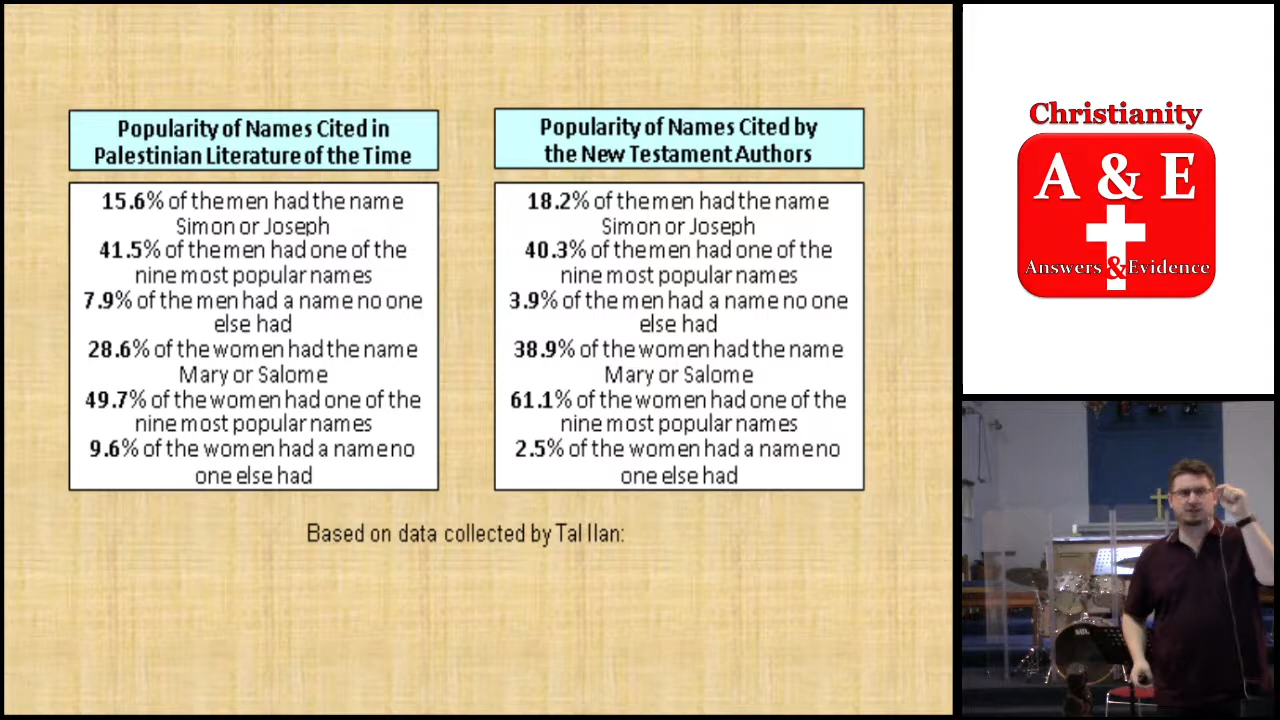 Popularity of Names Cited in
Palestinian Literature of the Time
15.6% of the men had the name
Simon or Joseph
41.5% of the men had one of the
nine most popular names
7.9% of the men had a name no one
else had
28.6% of the women had the name
Mary or Salome
49.7% of the women had one of the
nine most popular names
9.6% of the women had a name no
one else had
Popularity of Names Cited by
the New Testament Authors
18.2% of the men had the name
Simon or Joseph
40.3% of the men had one of the
nine most popular names
3.9% of the men had a name no one
else had
38.9% of the women had the name
Mary or Salome
61.1% of the women had one of the
nine most popular names
2.5% of the women had a name no
one else had
Based on data collected by Tal Ilan:
Christianity
A & E
Answers & Evidence